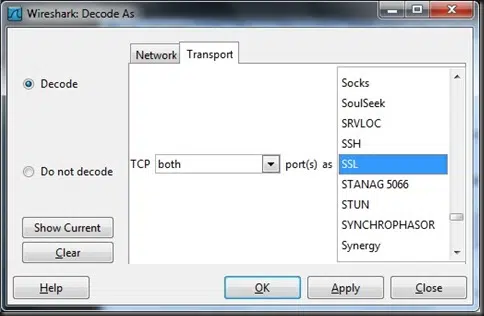 Wireshark: Decode As
Network
Transport
Decode
Do not decode
Show Current
Clear
TCP both port(s) as
Socks
SoulSeek
SRVLOC
SSH
SSL
STANAG 5066
STUN
SYNCHROPHASOR
Synergy
Help
OK
Apply
Close